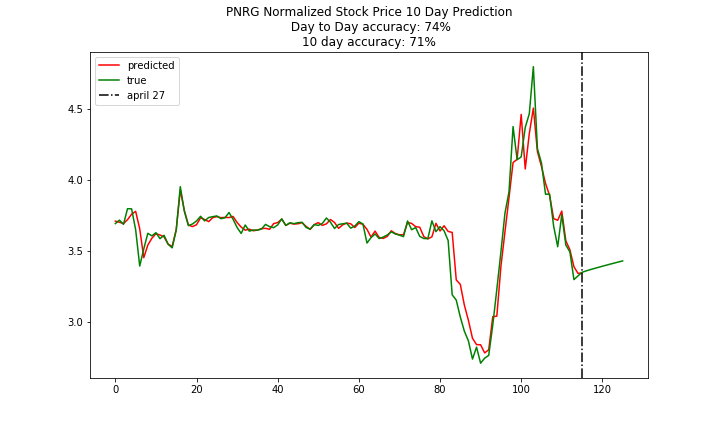 PNRG Normalized Stock Price 10 Day Prediction
Day to Day accuracy: 74%
10 day accuracy: 71%
predicted
true
april 27
4.5
4.0
3.5
3.0
0
20
40
60
80
100
120